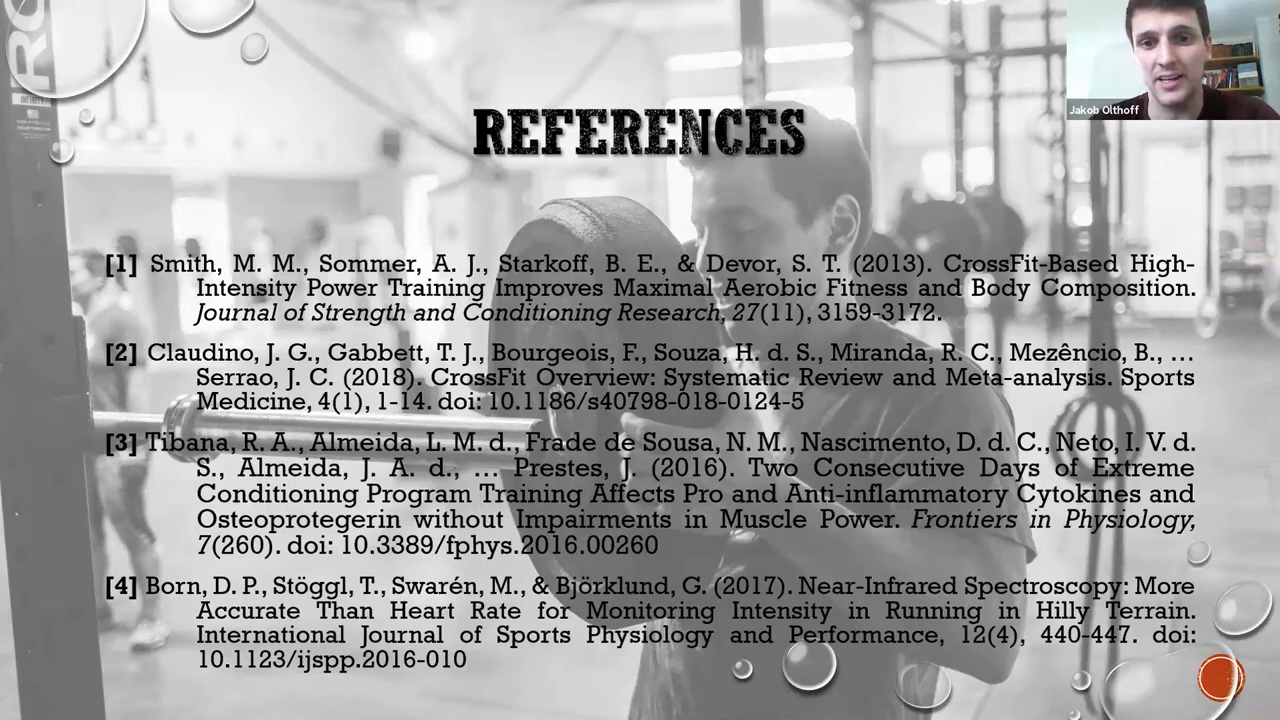 Jakob Olthoff
REFERENCES
[1] Smith, M. M., Sommer, A. J., Starkoff, B. E., & Devor, S. T. (2013). CrossFit-Based High-
Intensity Power Training Improves Maximal Aerobic Fitness and Body Composition.
Journal of Strength and Conditioning Research, 27(11), 3159-3172.
[2] Claudino, J. G., Gabbett, T. J., Bourgeois, F., Souza, H. d. S., Miranda, R. C., Mezêncio, B., …
Serrao, J. C. (2018). CrossFit Overview: Systematic Review and Meta-analysis. Sports
Medicine, 4(1), 1-14. doi: 10.1186/s40798-018-0124-5
[3] Tibana, R. A., Almeida, L. M. d., Frade de Sousa, N. M., Nascimento, D. d. C., Neto, I. V. d.
S., Almeida, J. A. d., … Prestes, J. (2016). Two Consecutive Days of Extreme
Conditioning Program Training Affects Pro and Anti-inflammatory Cytokines and
Osteoprotegerin without Impairments in Muscle Power. Frontiers in Physiology,
7(260). doi: 10.3389/fphys.2016.00260
[4] Born, D. P., Stöggl, T., Swarén, M., & Björklund, G. (2017). Near-Infrared Spectroscopy: More
Accurate Than Heart Rate for Monitoring Intensity in Running in Hilly Terrain.
International Journal of Sports Physiology and Performance, 12(4), 440-447. doi:
10.1123/ijspp.2016-010